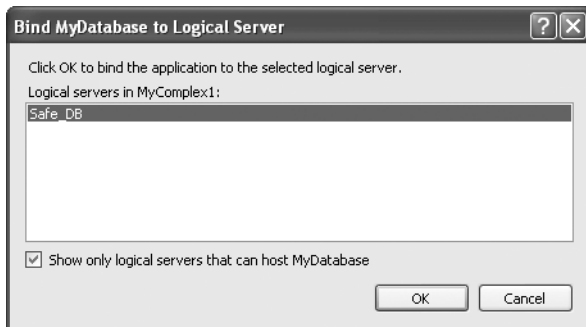 Bind MyDatabase to Logical Server
Click OK to bind the application to the selected logical server.
Logical servers in MyComplex1:
Safe_DB
Show only logical servers that can host MyDatabase
OK
Cancel